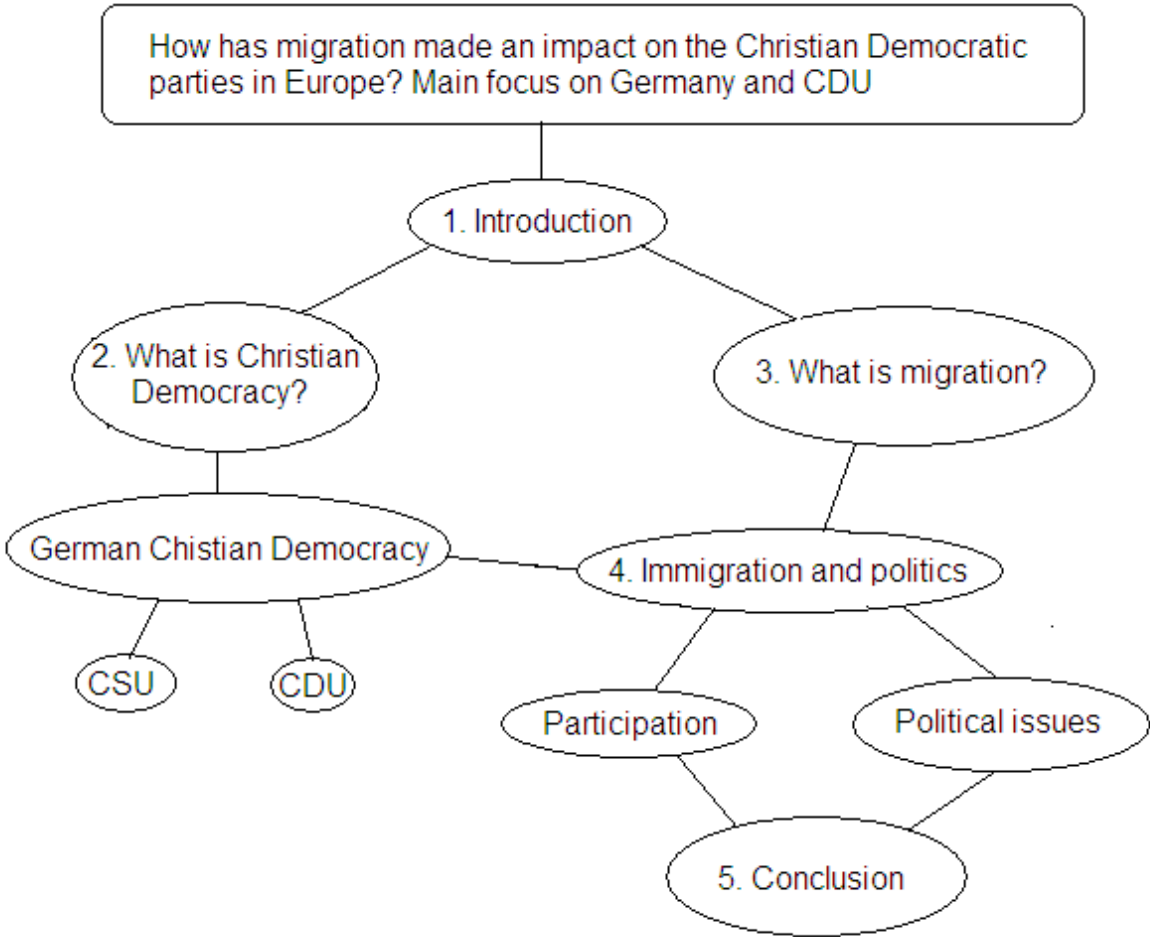 How has migration made an impact on the Christian Democratic
parties in Europe? Main focus on Germany and CDU
1. Introduction
2. What is Christian
Democracy?
3. What is migration?
German Chistian Democracy
4. Immigration and politics
CSU
CDU
Participation
Political issues
5. Conclusion